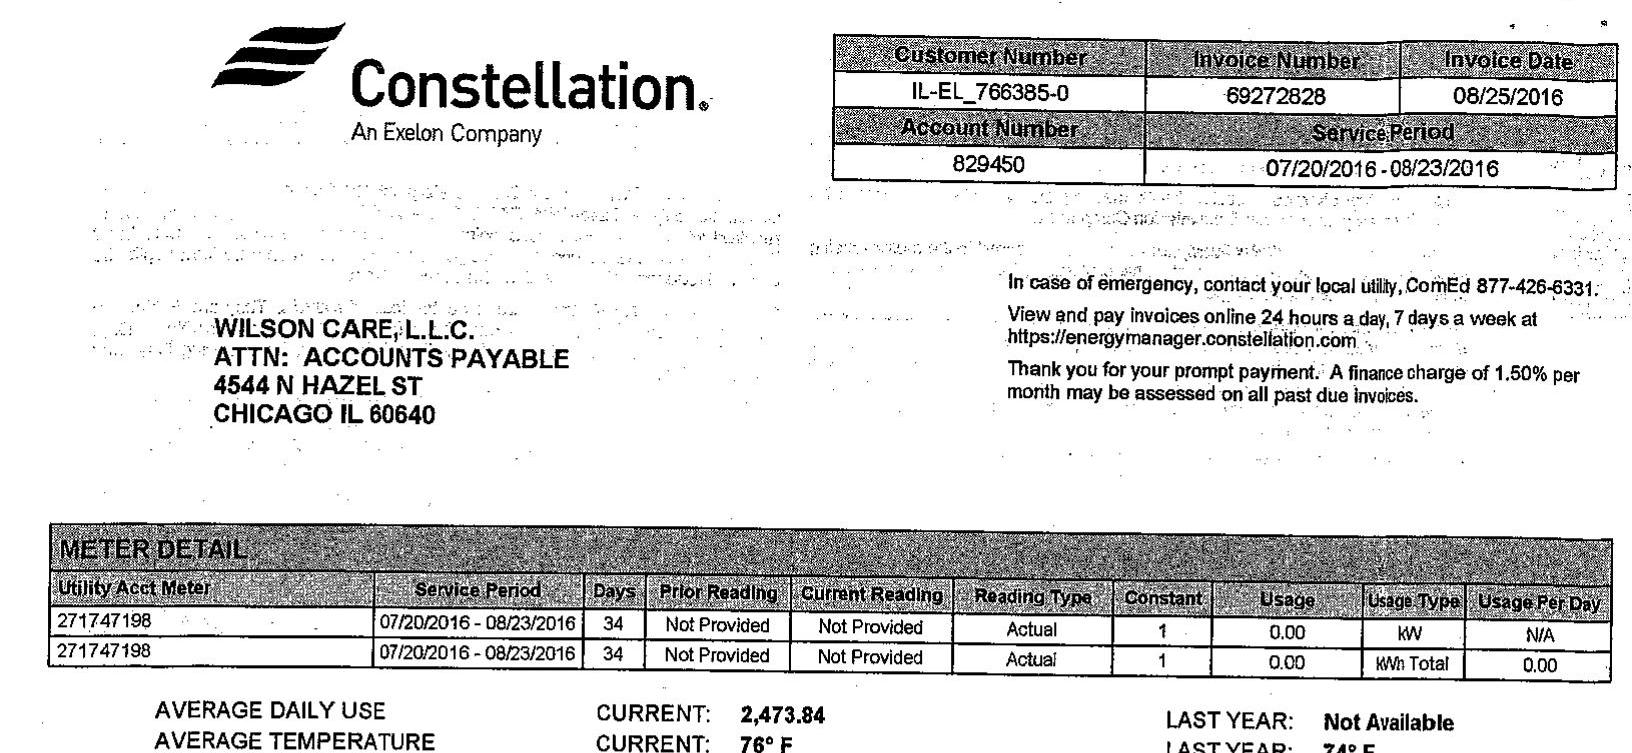 Constellation®
An Exelon Company
Customer Number Invoice Number Invoice Date
IL-EL_766385-0 69272828 08/25/2016
Account Number Service Period
829450 07/20/2016 - 08/23/2016
In case of emergency, contact your local utility, ComEd 877-426-6331.
View and pay invoices online 24 hours a day, 7 days a week at
https://energymanager.constellation.com
Thank you for your prompt payment. A finance charge of 1.50% per
month may be assessed on all past due invoices.
WILSON CARE, L.L.C.
ATTN: ACCOUNTS PAYABLE
4544 N HAZEL ST
CHICAGO IL 60640
METER DETAIL
Utility Acct Meter Service Period Days Prior Reading Current Reading Reading Type Constant Usage Usage Type Usage Per Day
271747198 07/20/2016 - 08/23/2016 34 Not Provided Not Provided Actual 1 0.00 kW N/A
271747198 07/20/2016 - 08/23/2016 34 Not Provided Not Provided Actual 1 0.00 kWh Total 0.00
AVERAGE DAILY USE CURRENT: 2,473.84 LAST YEAR: Not Available
AVERAGE TEMPERATURE CURRENT: 76° F LAST YEAR: 74° F